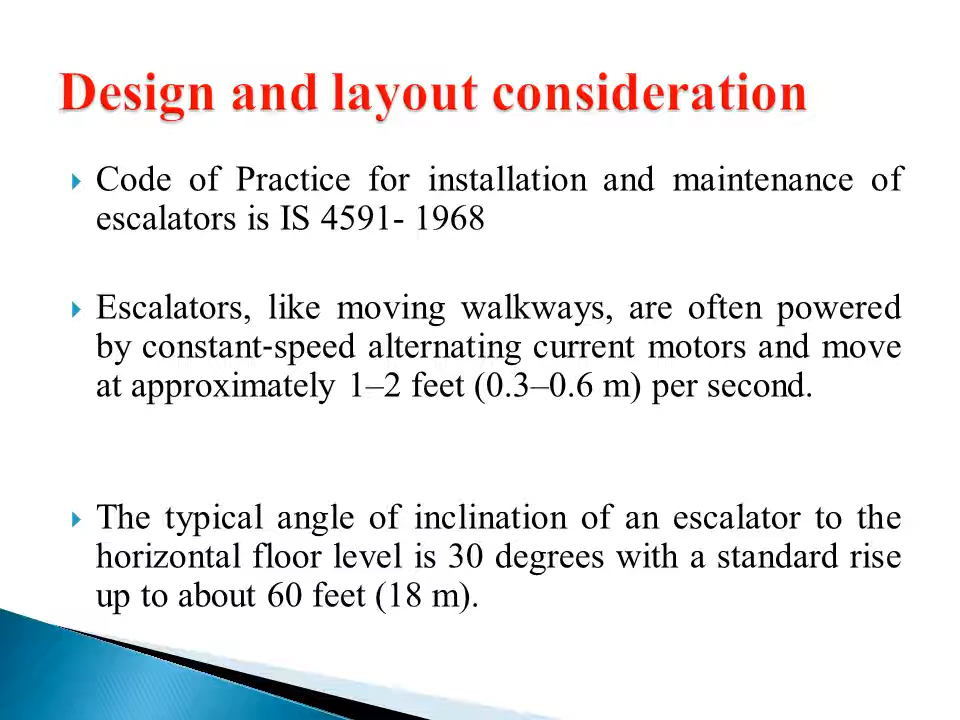 Design and layout consideration
Code of Practice for installation and maintenance of
escalators is IS 4591- 1968
Escalators, like moving walkways, are often powered
by constant-speed alternating current motors and move
at approximately 1–2 feet (0.3–0.6 m) per second.
The typical angle of inclination of an escalator to the
horizontal floor level is 30 degrees with a standard rise
up to about 60 feet (18 m).